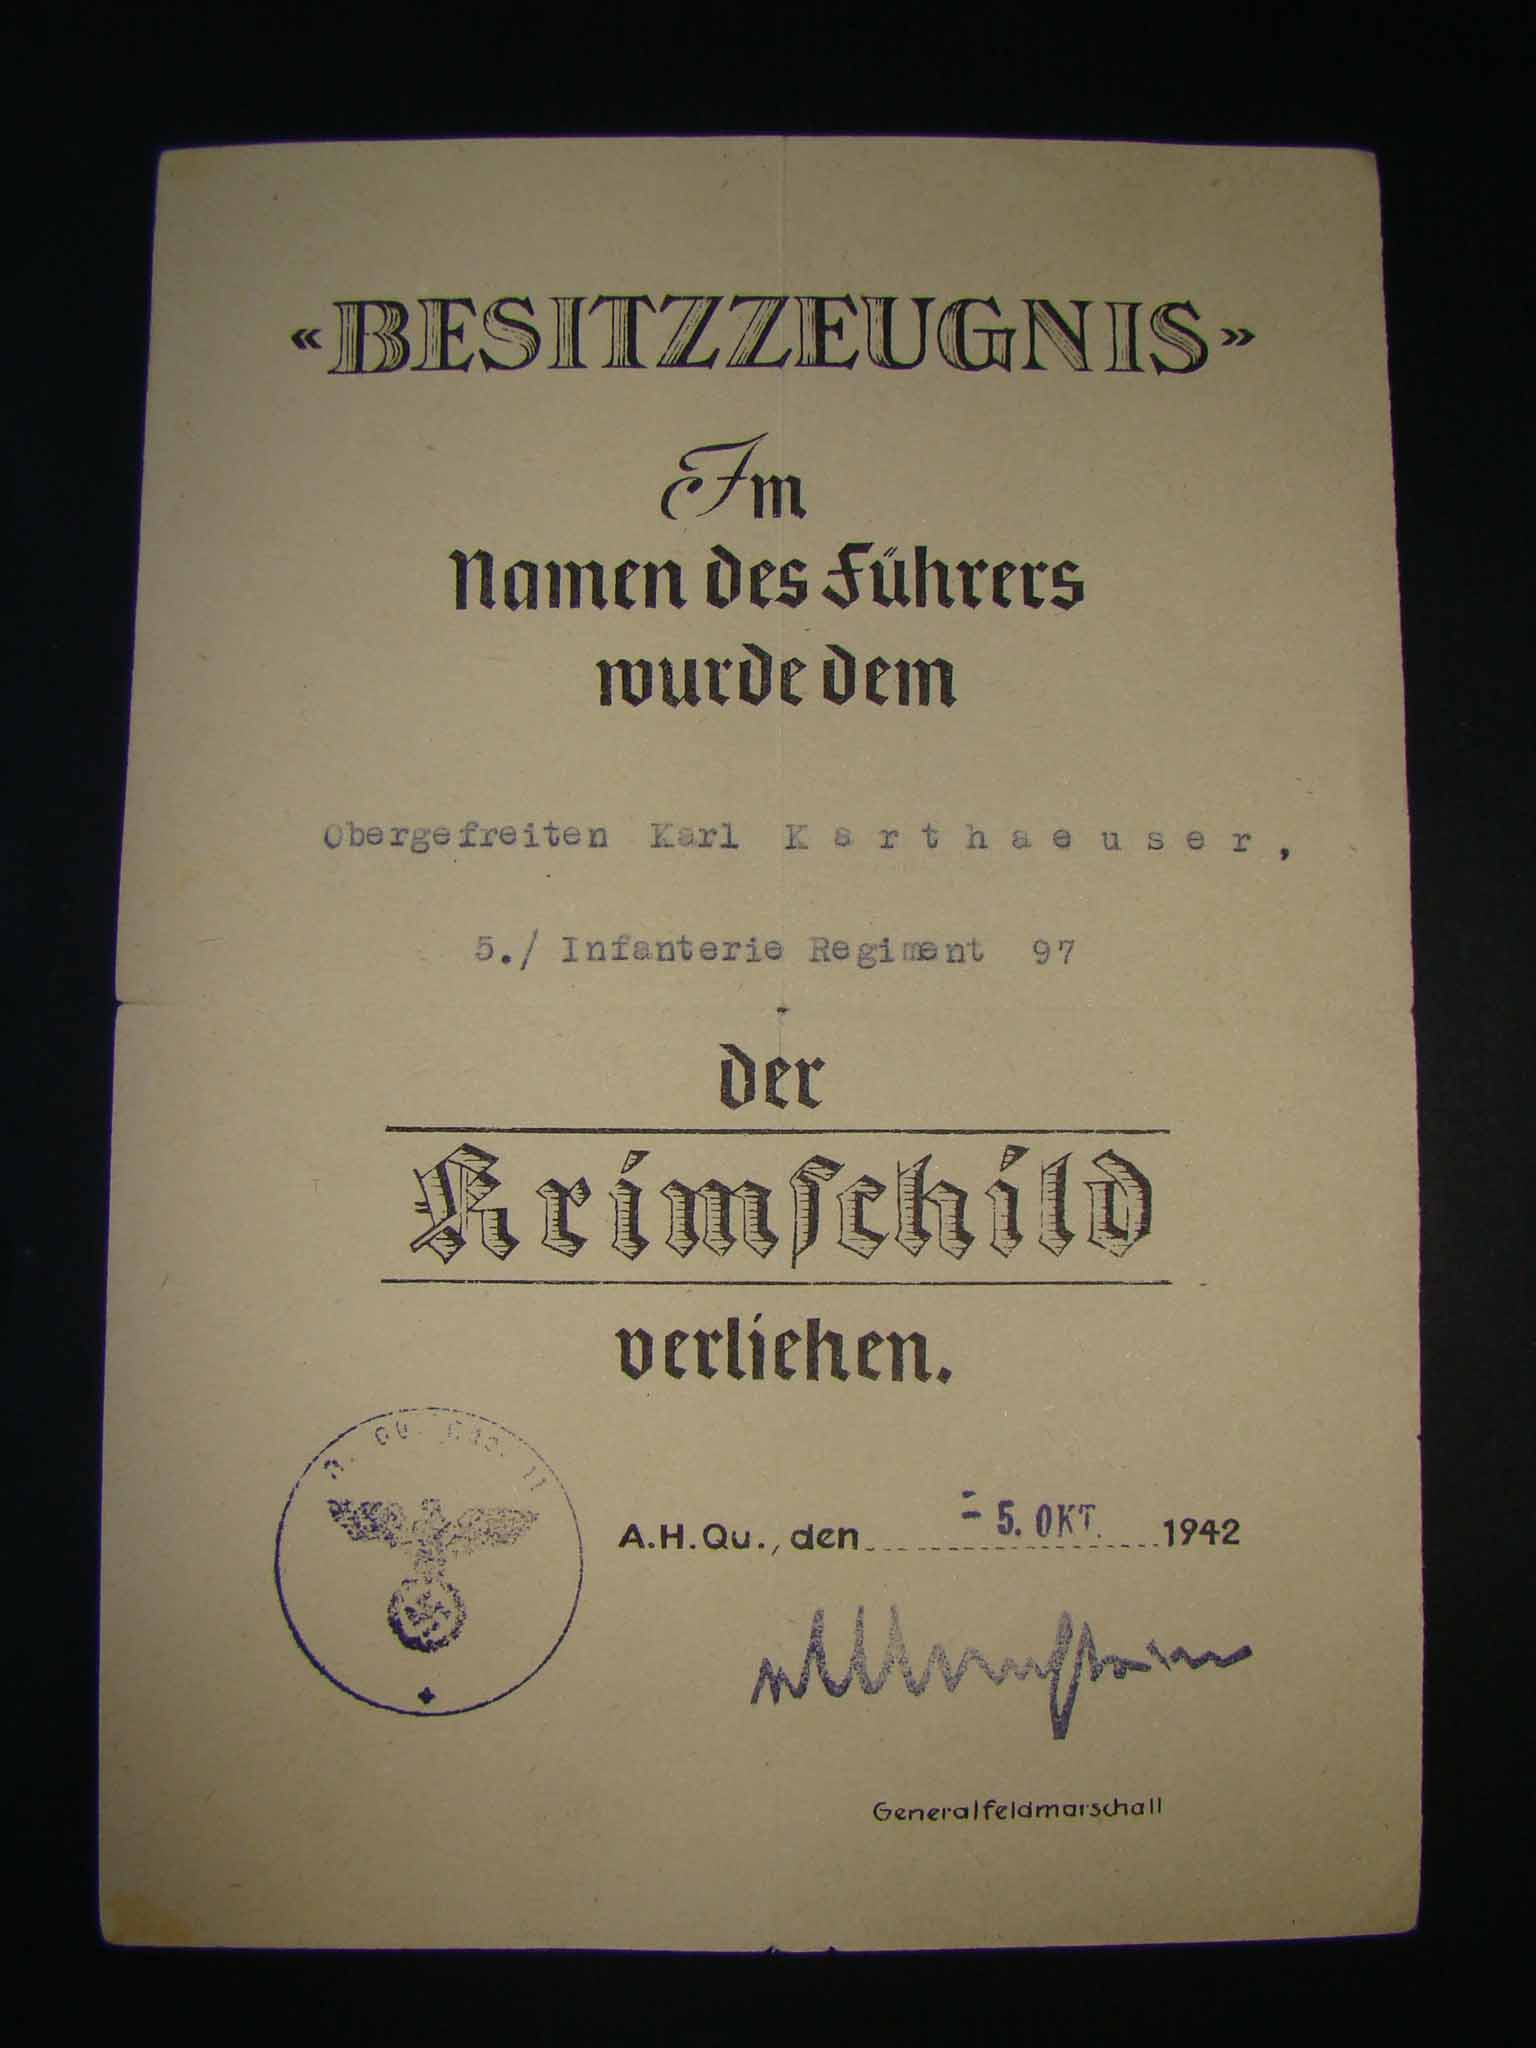 «BESITZZEUGNIS»
Im
Namen des Führers
wurde dem
Obergefreiten Karl Karthaeuser,
5./ Infanterie Regiment 97
der
Krimschild
verliehen.
A.H.Qu., den - 5. OKT. 1942
v. Manstein
Generalfeldmarschall